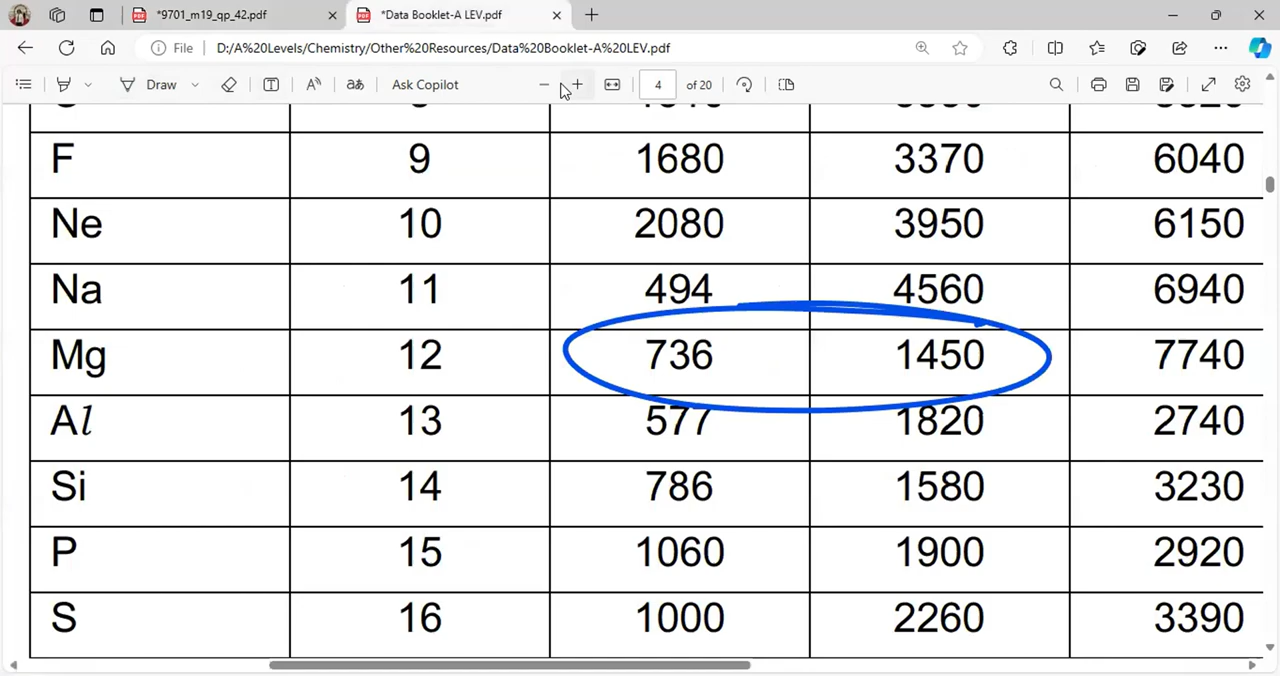 *9701_m19_qp_42.pdf
*Data Booklet-A LEV.pdf
File D:/A%20Levels/Chemistry/Other%20Resources/Data%20Booklet-A%20LEV.pdf
Draw aあ Ask Copilot 4 of 20
F 9 1680 3370 6040
Ne 10 2080 3950 6150
Na 11 494 4560 6940
Mg 12 736 1450 7740
Al 13 577 1820 2740
Si 14 786 1580 3230
P 15 1060 1900 2920
S 16 1000 2260 3390